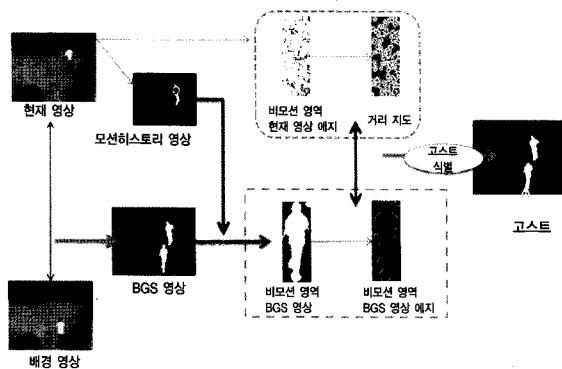 현재 영상
모션히스토리 영상
비모션 영역
현재 영상 에지
거리 지도
고스트
식별
고스트
BGS 영상
비모션 영역
BGS 영상
비모션 영역
BGS 영상 에지
배경 영상